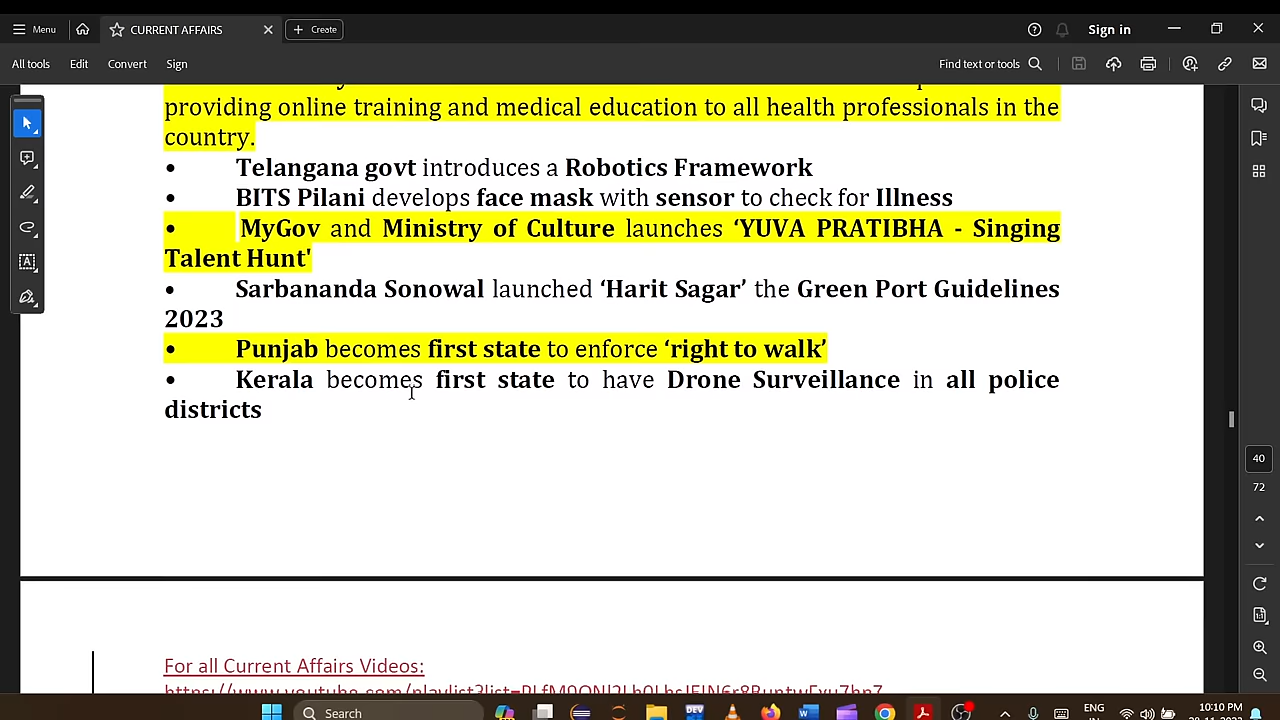 Menu
CURRENT AFFAIRS
Create
Sign in
All tools
Edit
Convert
Sign
Find text or tools
providing online training and medical education to all health professionals in the
country.
• Telangana govt introduces a Robotics Framework
• BITS Pilani develops face mask with sensor to check for Illness
• MyGov and Ministry of Culture launches ‘YUVA PRATIBHA - Singing
Talent Hunt'
• Sarbananda Sonowal launched ‘Harit Sagar’ the Green Port Guidelines
2023
• Punjab becomes first state to enforce ‘right to walk’
• Kerala becomes first state to have Drone Surveillance in all police
districts
40
72
For all Current Affairs Videos:
Search
ENG
10:10 PM